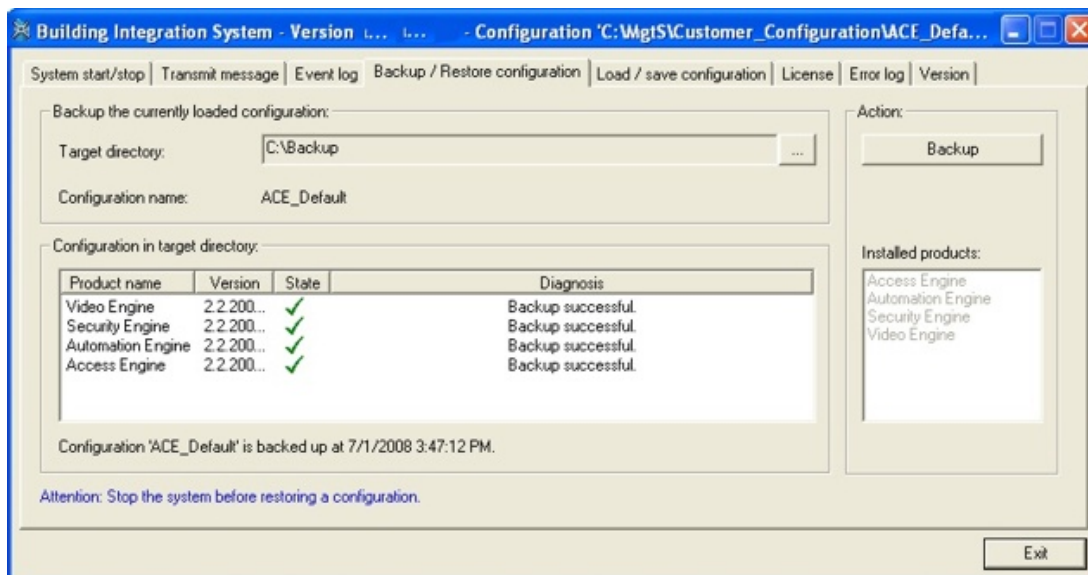 Building Integration System - Version - Configuration 'C:\MgtS\Customer_Configuration\ACE_Defa...
System start/stop Transmit message Event log Backup / Restore configuration Load / save configuration License Error log Version
Backup the currently loaded configuration:
Target directory: C:\Backup ...
Configuration name: ACE_Default
Action:
Backup
Configuration in target directory:
Product name Version State Diagnosis
Video Engine 2.2.200... Backup successful.
Security Engine 2.2.200... Backup successful.
Automation Engine 2.2.200... Backup successful.
Access Engine 2.2.200... Backup successful.
Configuration 'ACE_Default' is backed up at 7/1/2008 3:47:12 PM.
Installed products:
Access Engine
Automation Engine
Security Engine
Video Engine
Attention: Stop the system before restoring a configuration.
Exit